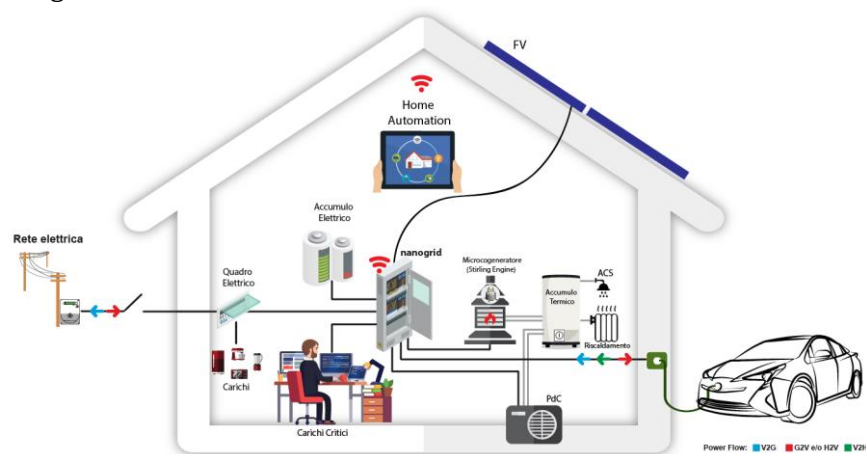 FV
Home
Automation
Accumulo
Elettrico
Rete elettrica
nanogrid
Microcogeneratore
(Stirling Engine)
ACS
Quadro
Elettrico
Accumulo
Termico
Riscaldamento
Carichi
PdC
Carichi Critici
Power Flow: V2G G2V e/o H2V